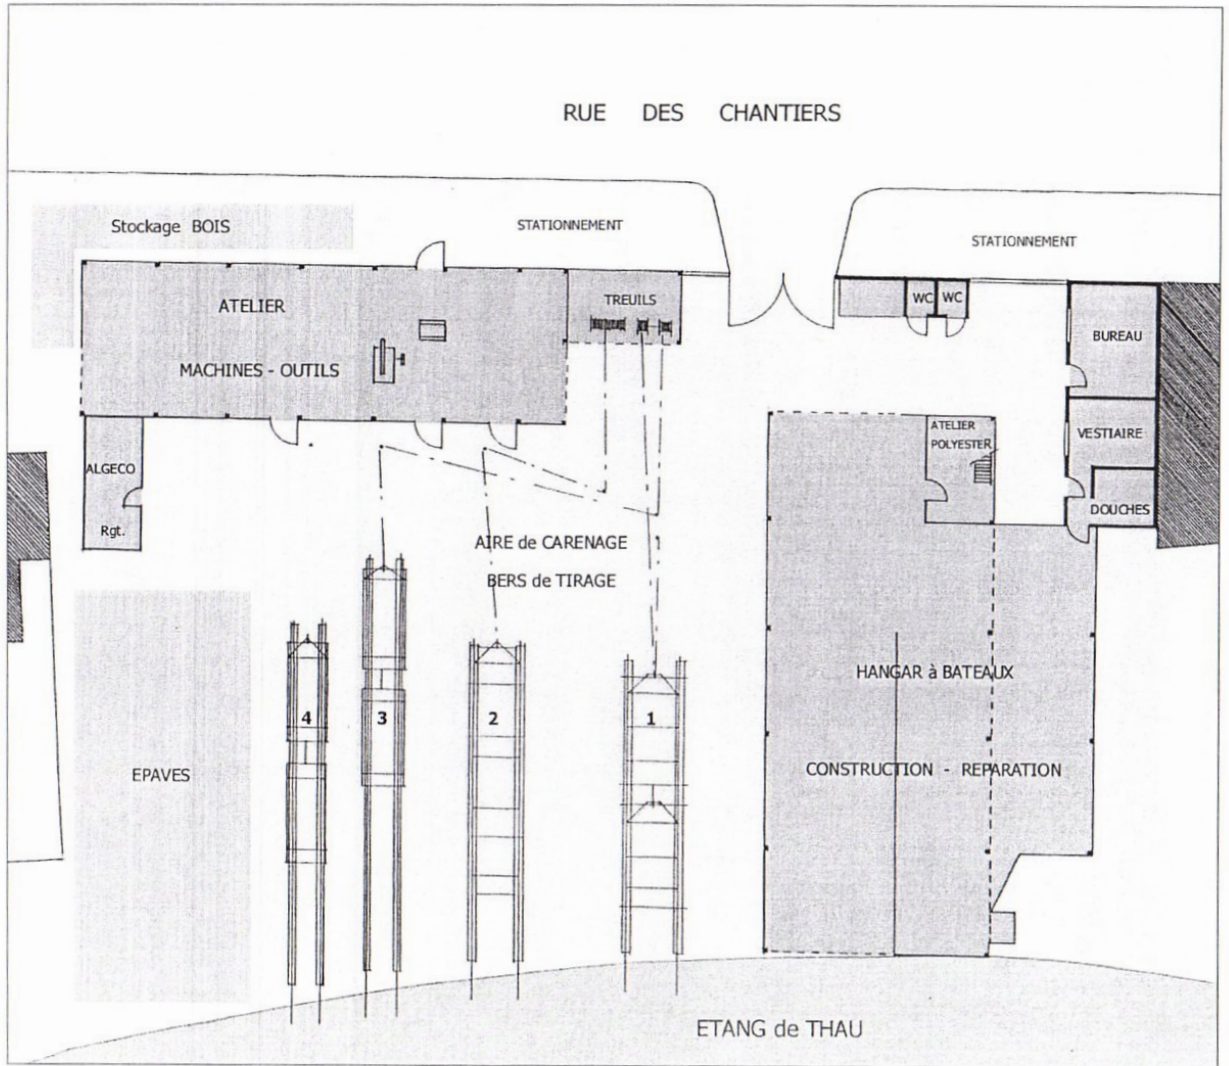 RUE DES CHANTIERS
Stockage BOIS
STATIONNEMENT
STATIONNEMENT
ATELIER
MACHINES - OUTILS
TREUILS
WC
WC
BUREAU
ATELIER
POLYESTER
VESTIAIRE
DOUCHES
ALGECO
Rgt.
AIRE de CARENAGE
BERS de TIRAGE
4
3
2
1
EPAVES
HANGAR à BATEAUX
CONSTRUCTION - REPARATION
ETANG de THAU